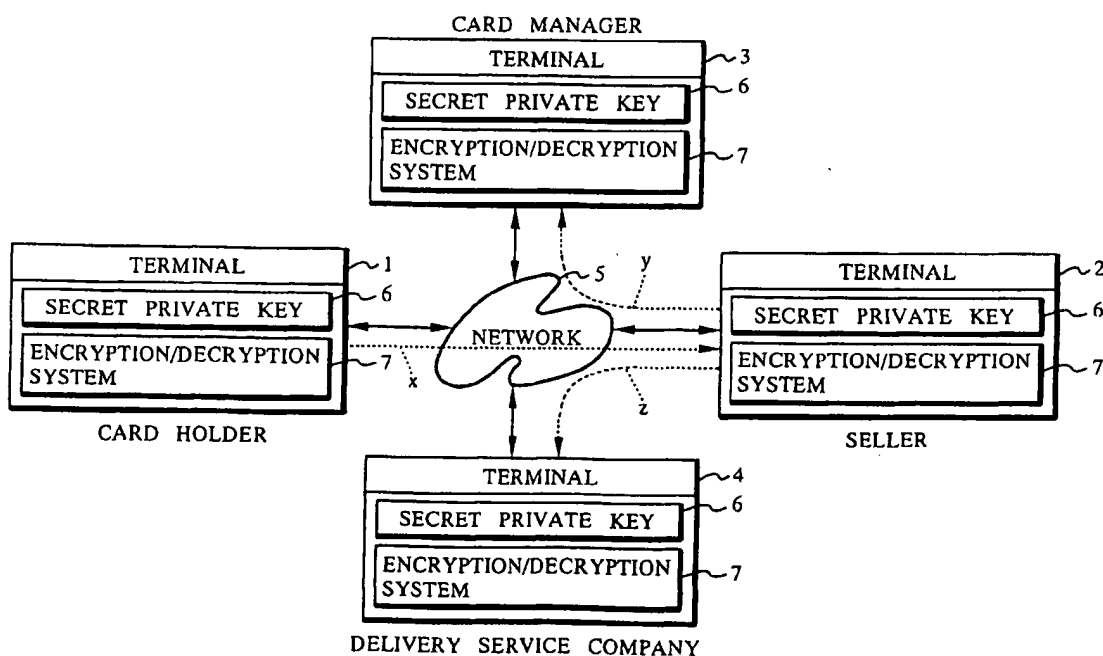 CARD MANAGER
TERMINAL
3
SECRET PRIVATE KEY
6
ENCRYPTION/DECRYPTION
SYSTEM
7
TERMINAL
1
SECRET PRIVATE KEY
6
ENCRYPTION/DECRYPTION
SYSTEM
7
CARD HOLDER
5
NETWORK
x
y
z
TERMINAL
2
SECRET PRIVATE KEY
6
ENCRYPTION/DECRYPTION
SYSTEM
7
SELLER
TERMINAL
4
SECRET PRIVATE KEY
6
ENCRYPTION/DECRYPTION
SYSTEM
7
DELIVERY SERVICE COMPANY